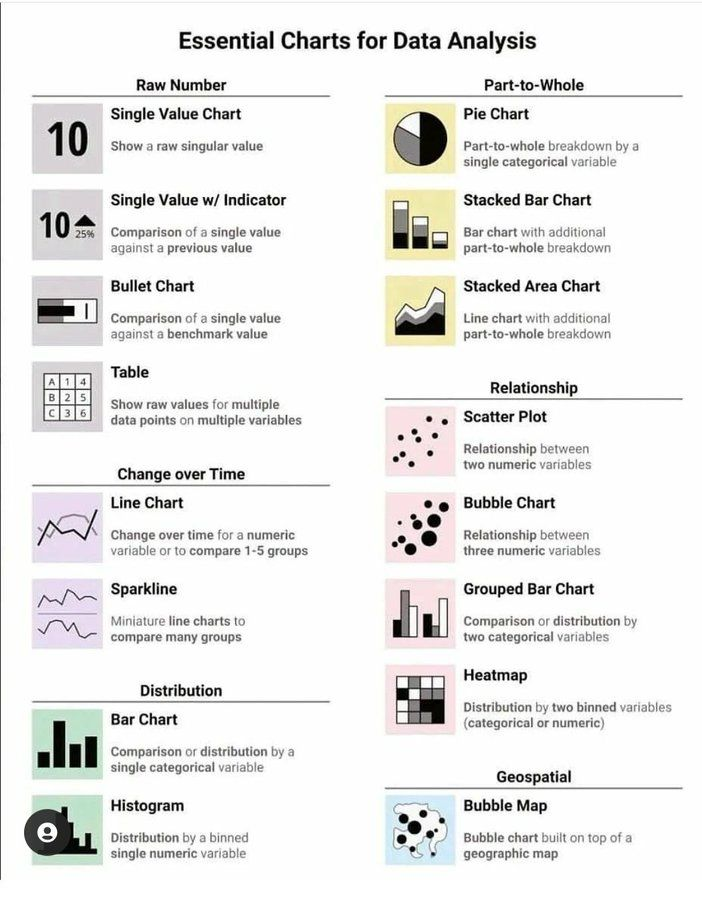 Essential Charts for Data Analysis
Raw Number
10
Single Value Chart
Show a raw singular value
10
25%
Single Value w/ Indicator
Comparison of a single value
against a previous value
Bullet Chart
Comparison of a single value
against a benchmark value
A 1 4
B 2 5
C 3 6
Table
Show raw values for multiple
data points on multiple variables
Change over Time
Line Chart
Change over time for a numeric
variable or to compare 1-5 groups
Sparkline
Miniature line charts to
compare many groups
Distribution
Bar Chart
Comparison or distribution by a
single categorical variable
Histogram
Distribution by a binned
single numeric variable
Part-to-Whole
Pie Chart
Part-to-whole breakdown by a
single categorical variable
Stacked Bar Chart
Bar chart with additional
part-to-whole breakdown
Stacked Area Chart
Line chart with additional
part-to-whole breakdown
Relationship
Scatter Plot
Relationship between
two numeric variables
Bubble Chart
Relationship between
three numeric variables
Grouped Bar Chart
Comparison or distribution by
two categorical variables
Heatmap
Distribution by two binned variables
(categorical or numeric)
Geospatial
Bubble Map
Bubble chart built on top of a
geographic map